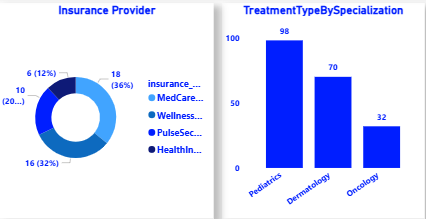 Insurance Provider
6 (12%)
18
(36%)
10
(20...)
16 (32%)
insurance_...
MedCare...
Wellness...
PulseSec...
HealthIn...
TreatmentTypeBySpecialization
100
50
0
98
70
32
Pediatrics
Dermatology
Oncology